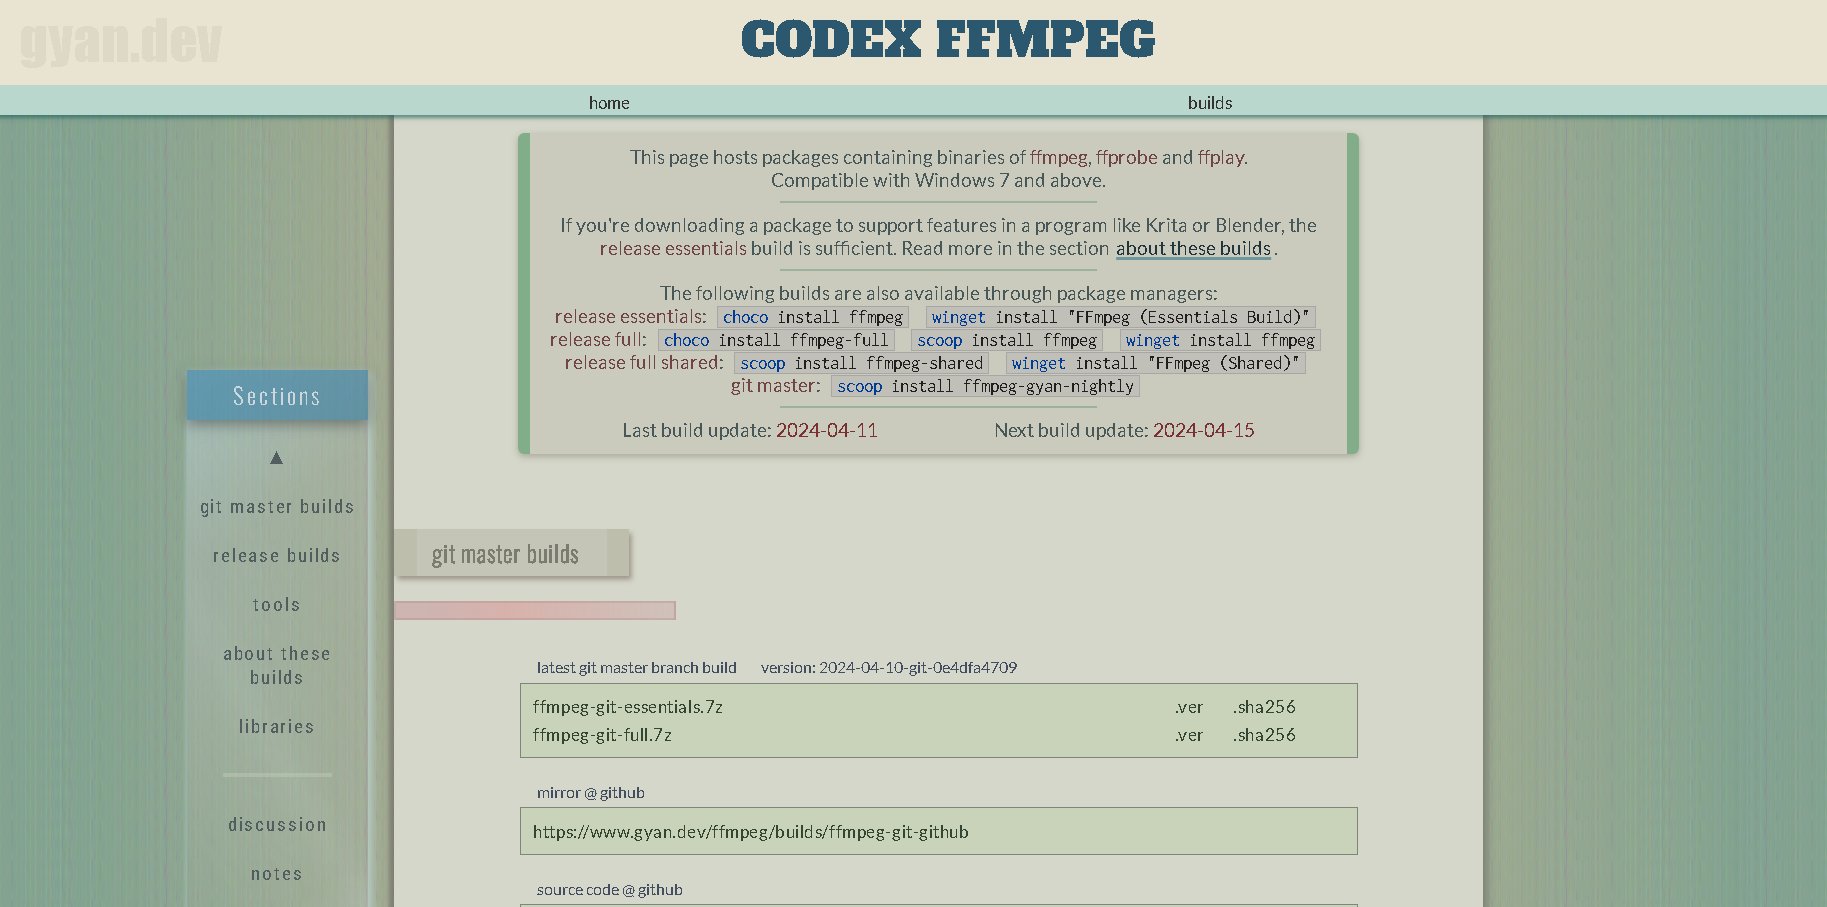 gyan.dev
CODEX FFMPEG
home builds
This page hosts packages containing binaries of ffmpeg, ffprobe and ffplay.
Compatible with Windows 7 and above.
If you're downloading a package to support features in a program like Krita or Blender, the
release essentials build is sufficient. Read more in the section about these builds.
The following builds are also available through package managers:
release essentials: choco install ffmpeg winget install "FFmpeg (Essentials Build)"
release full: choco install ffmpeg-full scoop install ffmpeg winget install ffmpeg
release full shared: scoop install ffmpeg-shared winget install "FFmpeg (Shared)"
git master: scoop install ffmpeg-gyan-nightly
Last build update: 2024-04-11 Next build update: 2024-04-15
Sections
▲
git master builds
release builds
tools
about these
builds
libraries
discussion
notes
git master builds
latest git master branch build version: 2024-04-10-git-0e4dfa4709
ffmpeg-git-essentials.7z .ver .sha256
ffmpeg-git-full.7z .ver .sha256
mirror @ github
https://www.gyan.dev/ffmpeg/builds/ffmpeg-git-github
source code @ github